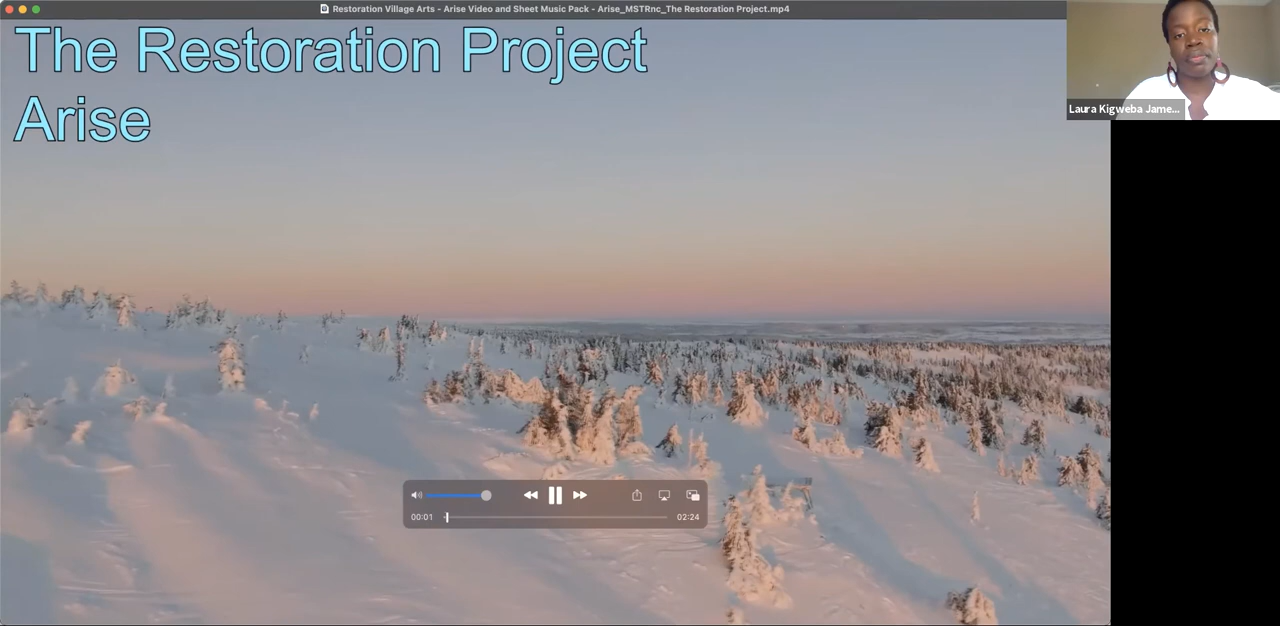 Restoration Village Arts - Arise Video and Sheet Music Pack - Arise_MSTRnc_The Restoration Project.mp4
The Restoration Project
Arise
Laura Kigweba Jame...
00:01
02:24